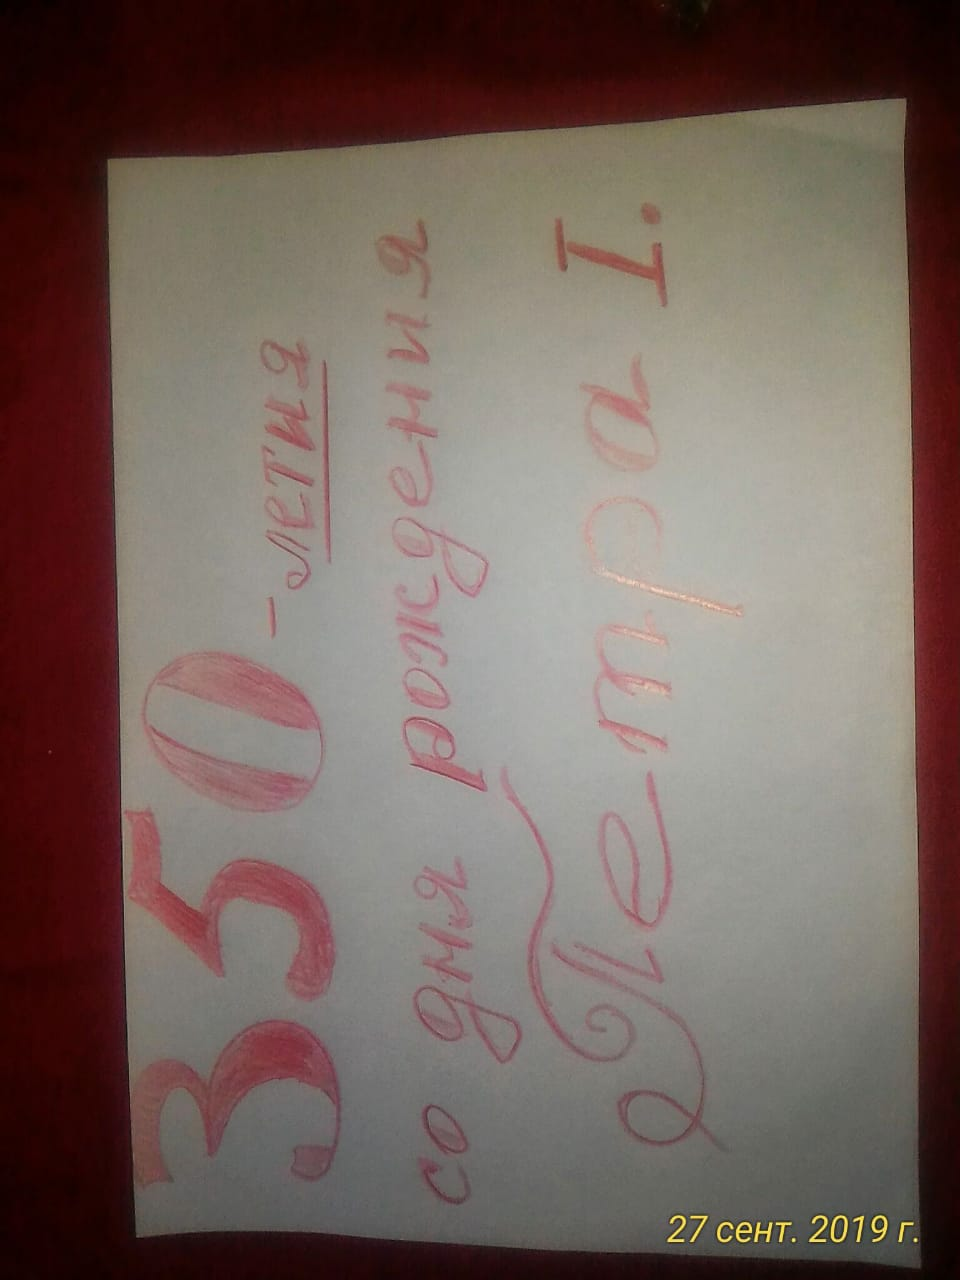 350-летия
со дня рождения
Петра I.
27 сент. 2019 г.